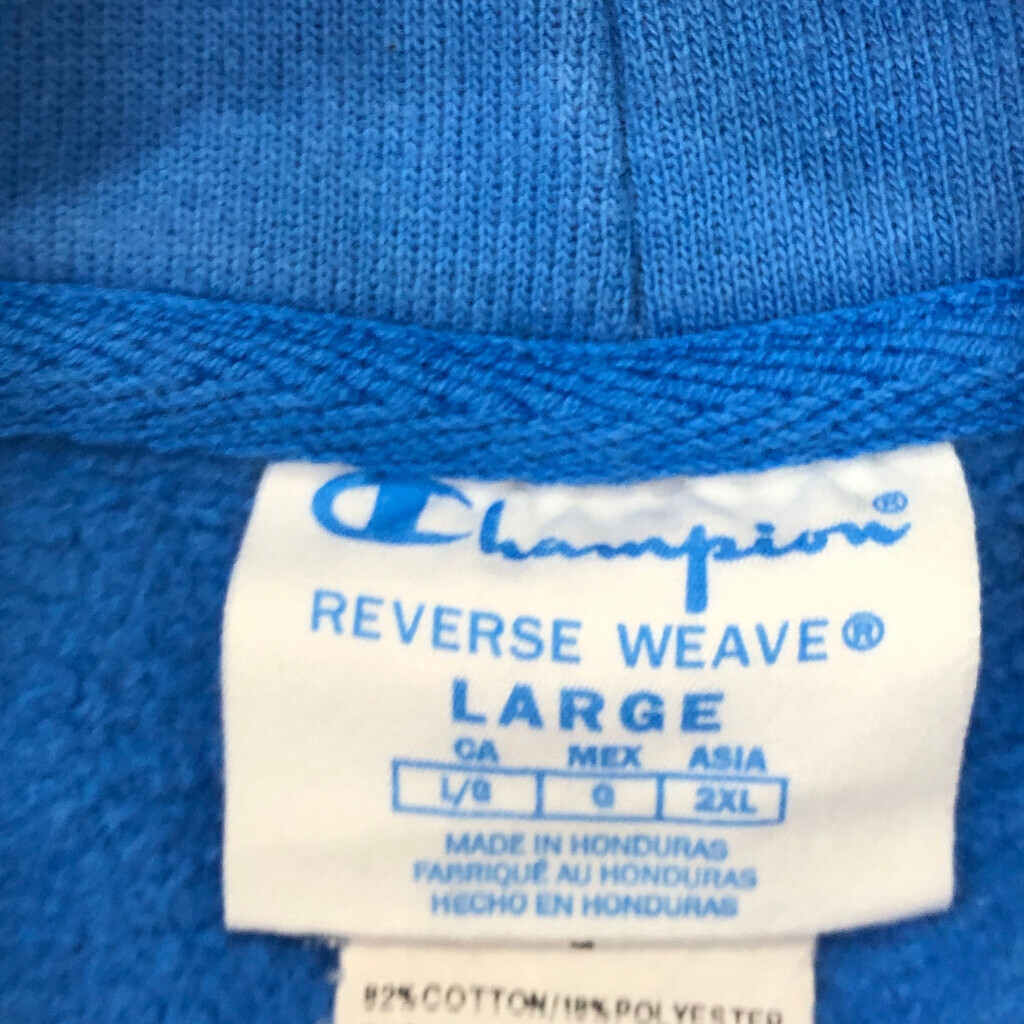 Champion®
REVERSE WEAVE®
LARGE
CA MEX ASIA
L/G G 2XL
MADE IN HONDURAS
FABRIQUÉ AU HONDURAS
HECHO EN HONDURAS
82% COTTON/18% POLYESTER